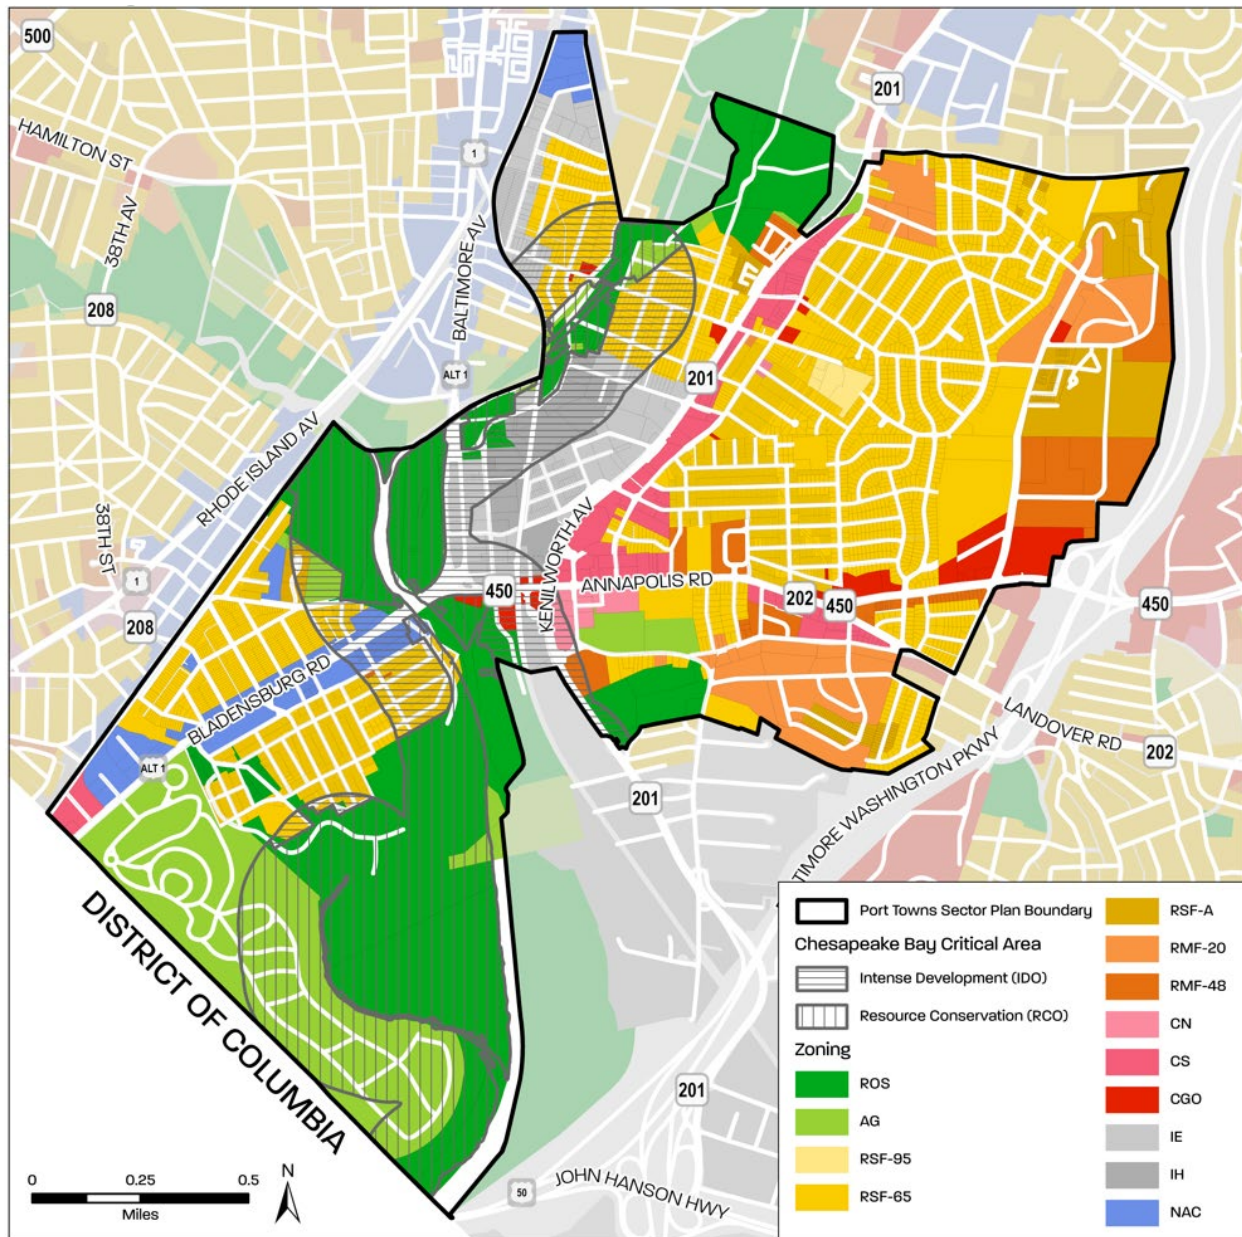 500
HAMILTON ST
38TH AV
208
1
BALTIMORE AV
ALT 1
201
201
RHODE ISLAND AV
38TH ST
1
208
450
KENILWORTH AV
ANNAPOLIS RD
202
450
450
BLADENSBURG RD
ALT 1
LANDOVER RD
202
201
TIMORE WASHINGTON PKWY
DISTRICT OF COLUMBIA
201
50
JOHN HANSON HWY
0
0.25
0.5
Miles
N
Port Towns Sector Plan Boundary
Chesapeake Bay Critical Area
Intense Development (IDO)
Resource Conservation (RCO)
Zoning
ROS
AG
RSF-95
RSF-65
RSF-A
RMF-20
RMF-48
CN
CS
CGO
IE
IH
NAC